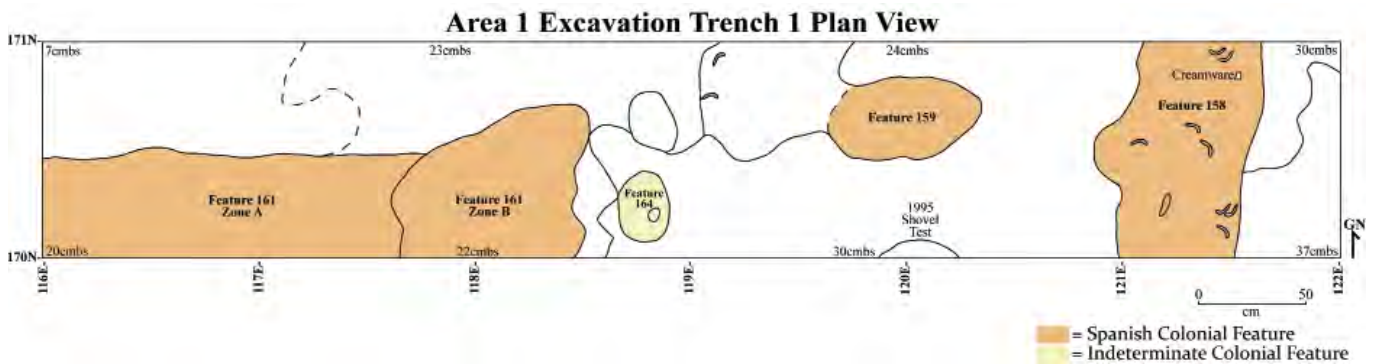 Area 1 Excavation Trench 1 Plan View
171N-
7cmbs
23cmbs
24cmbs
30cmbs
Creamware
Feature 158
Feature 159
Feature 161
Zone A
Feature 161
Zone B
Feature
164
1995
Shovel
Test
GN
170N-
20cmbs
22cmbs
30cmbs
37cmbs
116E-
117E-
118E-
119E-
120E-
121E-
122E-
0
50
cm
= Spanish Colonial Feature
= Indeterminate Colonial Feature